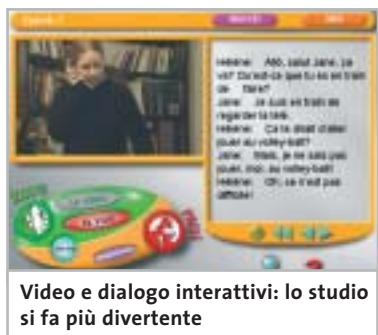 Hélène: Allô, salut Jane, ça
va? Qu'est-ce que tu es en train
de faire?
Jane: Je suis en train de
regarder la télé.
Hélène: Ça te dirait d'aller
jouer au volley-ball?
Jane: Mais, je ne sais pas
jouer, moi, au volley-ball!
Hélène: Oh, ce n'est pas
difficile!
Video e dialogo interattivi: lo studio
si fa più divertente